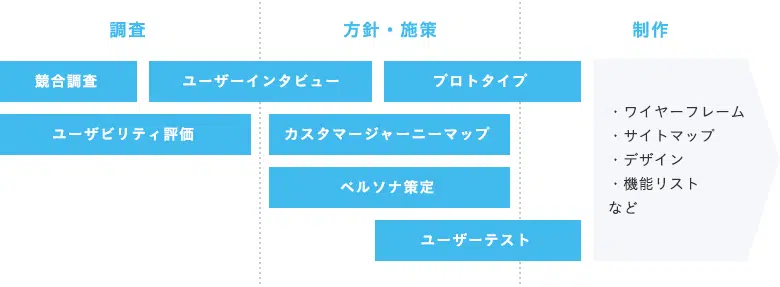 調査
方針・施策
制作
競合調査
ユーザーインタビュー
プロトタイプ
ユーザビリティ評価
カスタマージャーニーマップ
ペルソナ策定
ユーザーテスト
・ワイヤーフレーム
・サイトマップ
・デザイン
・機能リスト
など